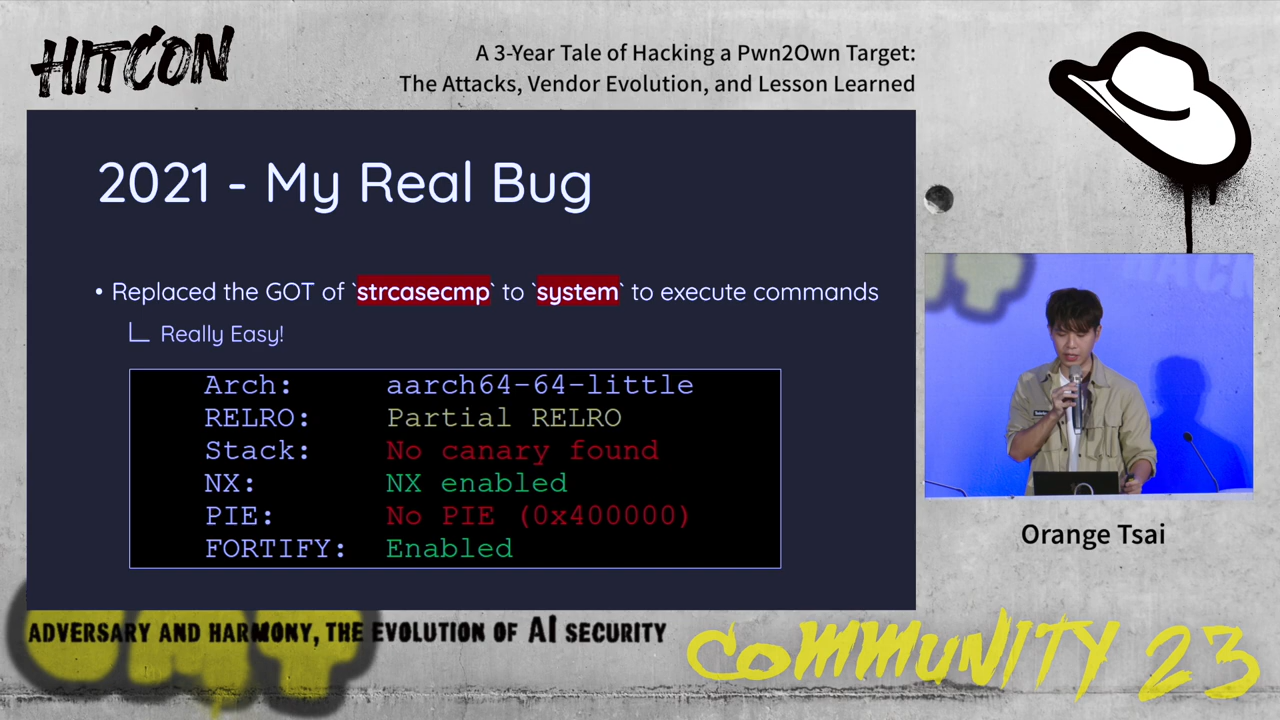 HITCON
A 3-Year Tale of Hacking a Pwn2Own Target:
The Attacks, Vendor Evolution, and Lesson Learned
2021 - My Real Bug
• Replaced the GOT of `strcasecmp` to `system` to execute commands
Really Easy!
Arch: aarch64-64-little
RELRO: Partial RELRO
Stack: No canary found
NX: NX enabled
PIE: No PIE (0x400000)
FORTIFY: Enabled
Orange Tsai
ADVERSARY AND HARMONY, THE EVOLUTION OF AI SECURITY
COMMUNITY 23